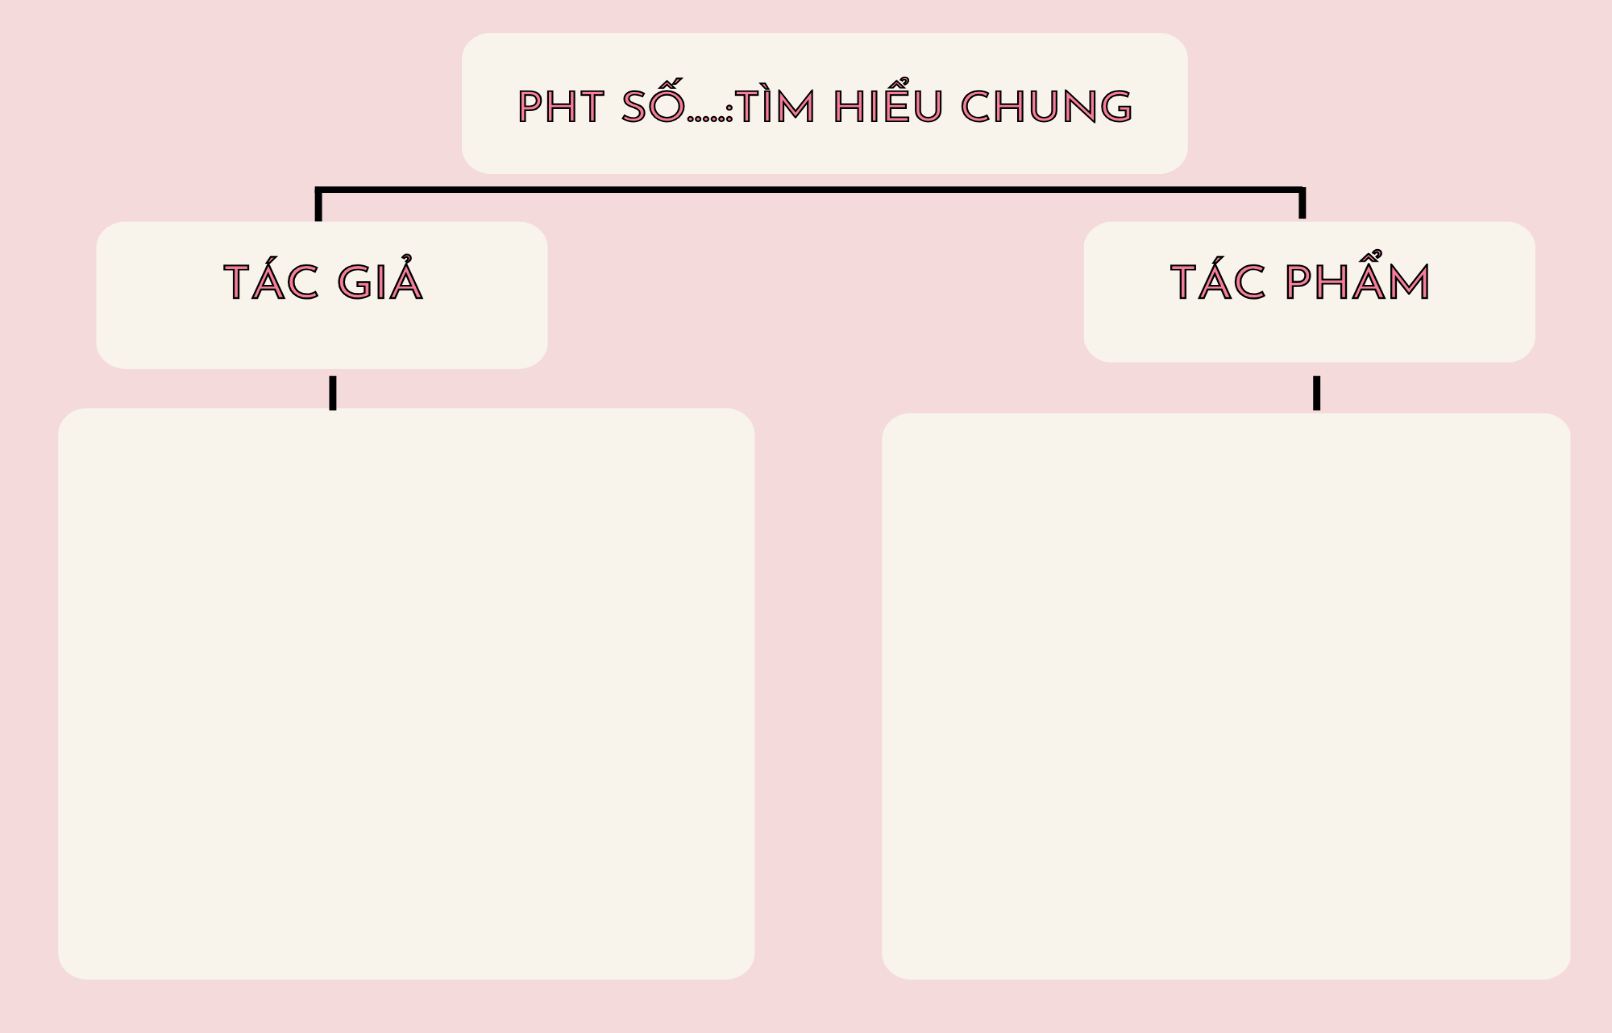 PHT SỐ......:TÌM HIỂU CHUNG
TÁC GIẢ
TÁC PHẨM